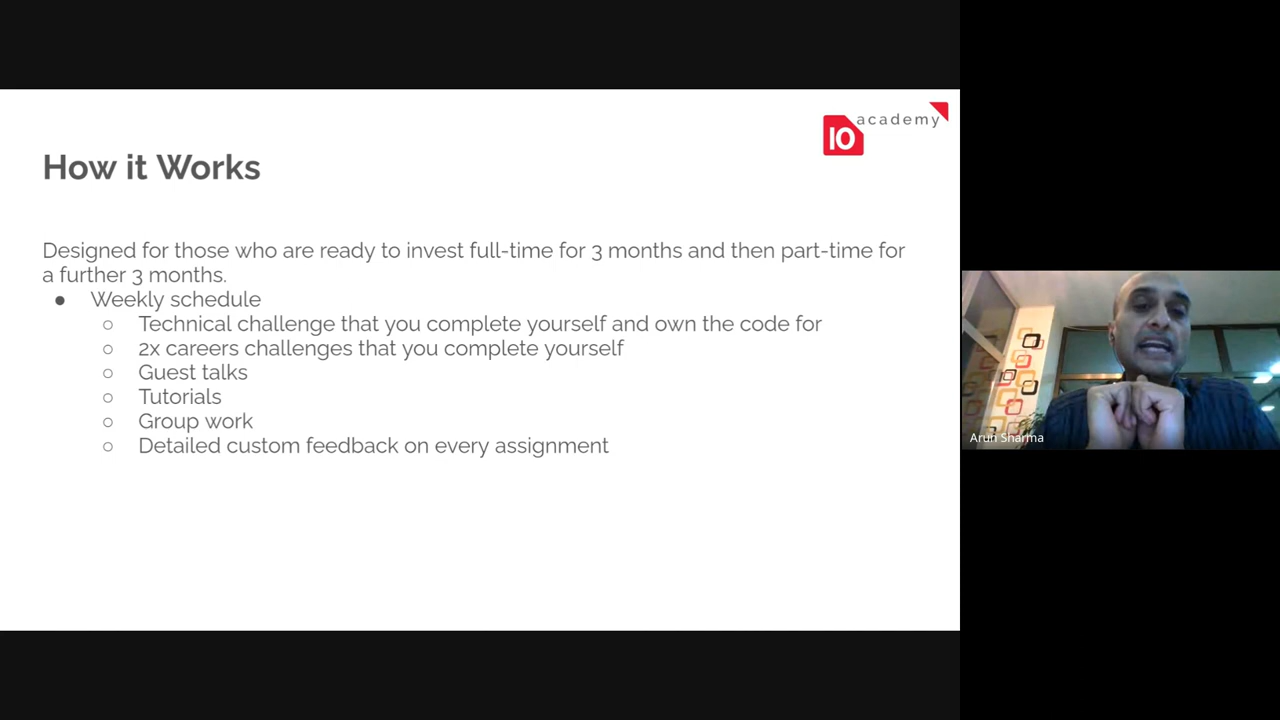 10 academy
How it Works
Designed for those who are ready to invest full-time for 3 months and then part-time for
a further 3 months.
● Weekly schedule
○ Technical challenge that you complete yourself and own the code for
○ 2x careers challenges that you complete yourself
○ Guest talks
○ Tutorials
○ Group work
○ Detailed custom feedback on every assignment
Arun Sharma